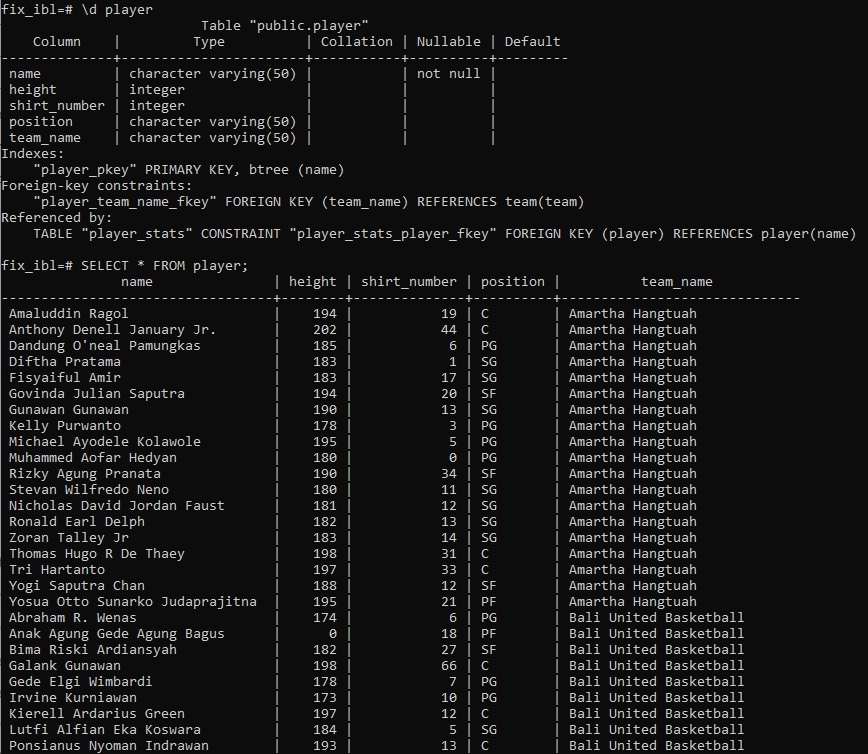 fix_ibl=# \d player
                         Table "public.player"
    Column    |         Type          | Collation | Nullable | Default
--------------+-----------------------+-----------+----------+---------
 name         | character varying(50) |           | not null |
 height       | integer               |           |          |
 shirt_number | integer               |           |          |
 position     | character varying(50) |           |          |
 team_name    | character varying(50) |           |          |
Indexes:
    "player_pkey" PRIMARY KEY, btree (name)
Foreign-key constraints:
    "player_team_name_fkey" FOREIGN KEY (team_name) REFERENCES team(team)
Referenced by:
    TABLE "player_stats" CONSTRAINT "player_stats_player_fkey" FOREIGN KEY (player) REFERENCES player(name)

fix_ibl=# SELECT * FROM player;
               name               | height | shirt_number | position |          team_name
----------------------------------+--------+--------------+----------+------------------------------
 Amaluddin Ragol                  |    194 |           19 | C        | Amartha Hangtuah
 Anthony Denell January Jr.       |    202 |           44 | C        | Amartha Hangtuah
 Dandung O'neal Pamungkas         |    185 |            6 | PG       | Amartha Hangtuah
 Diftha Pratama                   |    183 |            1 | SG       | Amartha Hangtuah
 Fisyaiful Amir                   |    183 |           17 | SG       | Amartha Hangtuah
 Govinda Julian Saputra           |    194 |           20 | SF       | Amartha Hangtuah
 Gunawan Gunawan                  |    190 |           13 | SG       | Amartha Hangtuah
 Kelly Purwanto                   |    178 |            3 | PG       | Amartha Hangtuah
 Michael Ayodele Kolawole         |    195 |            5 | PG       | Amartha Hangtuah
 Muhammed Aofar Hedyan            |    180 |            0 | PG       | Amartha Hangtuah
 Rizky Agung Pranata              |    190 |           34 | SF       | Amartha Hangtuah
 Stevan Wilfredo Neno             |    180 |           11 | SG       | Amartha Hangtuah
 Nicholas David Jordan Faust      |    181 |           12 | SG       | Amartha Hangtuah
 Ronald Earl Delph                |    182 |           13 | SG       | Amartha Hangtuah
 Zoran Talley Jr                  |    183 |           14 | SG       | Amartha Hangtuah
 Thomas Hugo R De Thaey           |    198 |           31 | C        | Amartha Hangtuah
 Tri Hartanto                     |    197 |           33 | C        | Amartha Hangtuah
 Yogi Saputra Chan                |    188 |           12 | SF       | Amartha Hangtuah
 Yosua Otto Sunarko Judaprajitna  |    195 |           21 | PF       | Amartha Hangtuah
 Abraham R. Wenas                 |    174 |            6 | PG       | Bali United Basketball
 Anak Agung Gede Agung Bagus      |      0 |           18 | PF       | Bali United Basketball
 Bima Riski Ardiansyah            |    182 |           27 | SF       | Bali United Basketball
 Galank Gunawan                   |    198 |           66 | C        | Bali United Basketball
 Gede Elgi Wimbardi               |    178 |            7 | PG       | Bali United Basketball
 Irvine Kurniawan                 |    173 |           10 | PG       | Bali United Basketball
 Kierell Ardarius Green           |    197 |           12 | C        | Bali United Basketball
 Lutfi Alfian Eka Koswara         |    184 |            5 | SG       | Bali United Basketball
 Ponsianus Nyoman Indrawan        |    193 |           13 | C        | Bali United Basketball